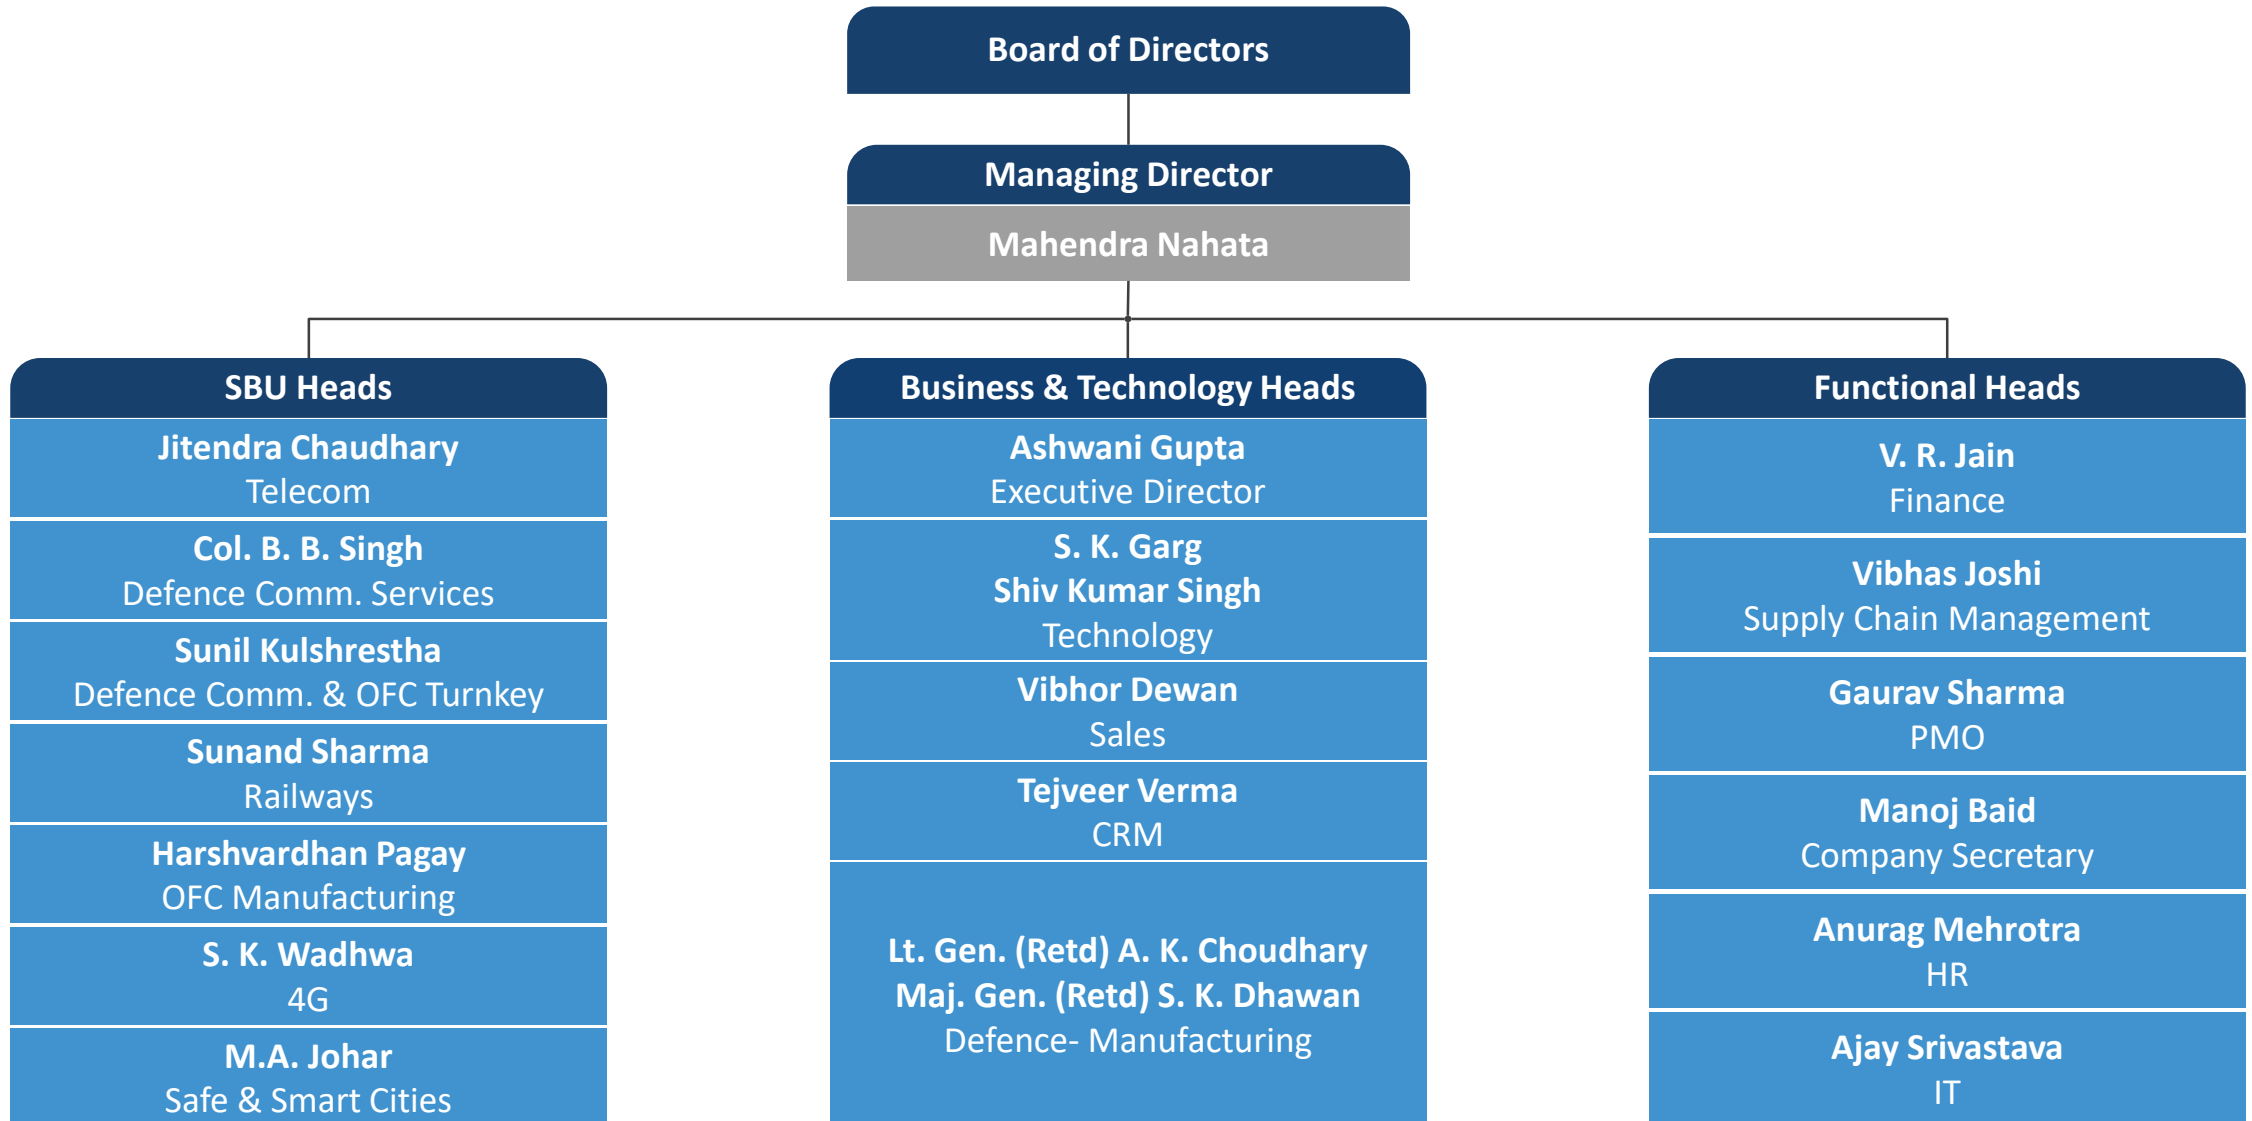 Board of Directors
Managing Director
Mahendra Nahata
SBU Heads
Jitendra Chaudhary
Telecom
Col. B. B. Singh
Defence Comm. Services
Sunil Kulshrestha
Defence Comm. & OFC Turnkey
Sunand Sharma
Railways
Harshvardhan Pagay
OFC Manufacturing
S. K. Wadhwa
4G
M.A. Johar
Safe & Smart Cities
Business & Technology Heads
Ashwani Gupta
Executive Director
S. K. Garg
Shiv Kumar Singh
Technology
Vibhor Dewan
Sales
Tejveer Verma
CRM
Lt. Gen. (Retd) A. K. Choudhary
Maj. Gen. (Retd) S. K. Dhawan
Defence- Manufacturing
Functional Heads
V. R. Jain
Finance
Vibhas Joshi
Supply Chain Management
Gaurav Sharma
PMO
Manoj Baid
Company Secretary
Anurag Mehrotra
HR
Ajay Srivastava
IT